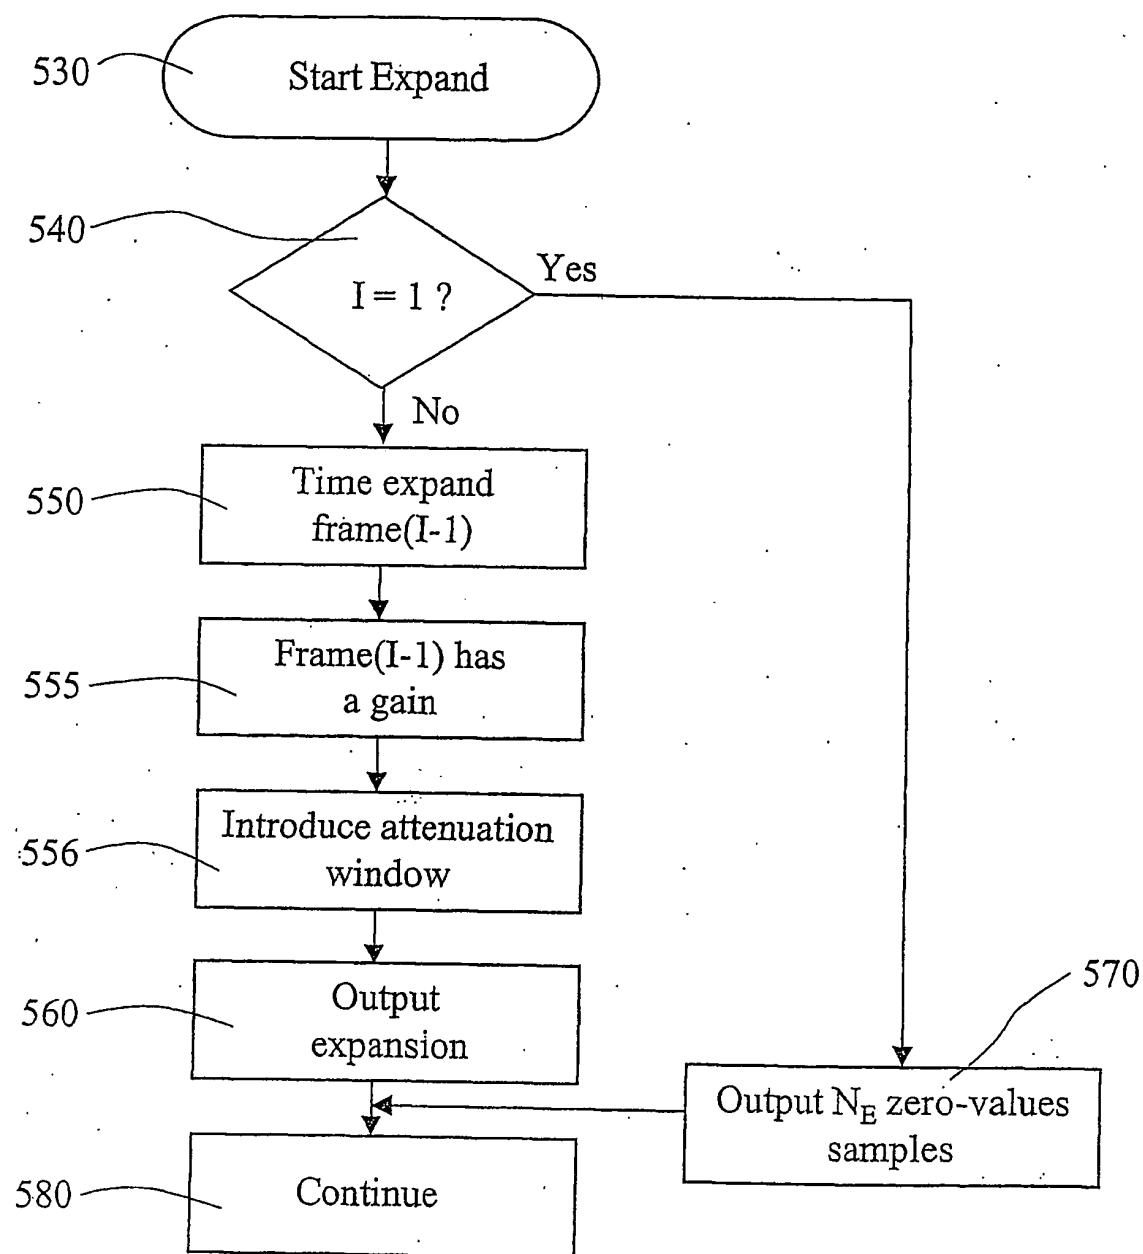 530
Start Expand
540
Yes
I = 1 ?
No
550
Time expand
frame(I-1)
555
Frame(I-1) has
a gain
556
Introduce attenuation
window
560
Output
expansion
570
Output N_E zero-values
samples
580
Continue